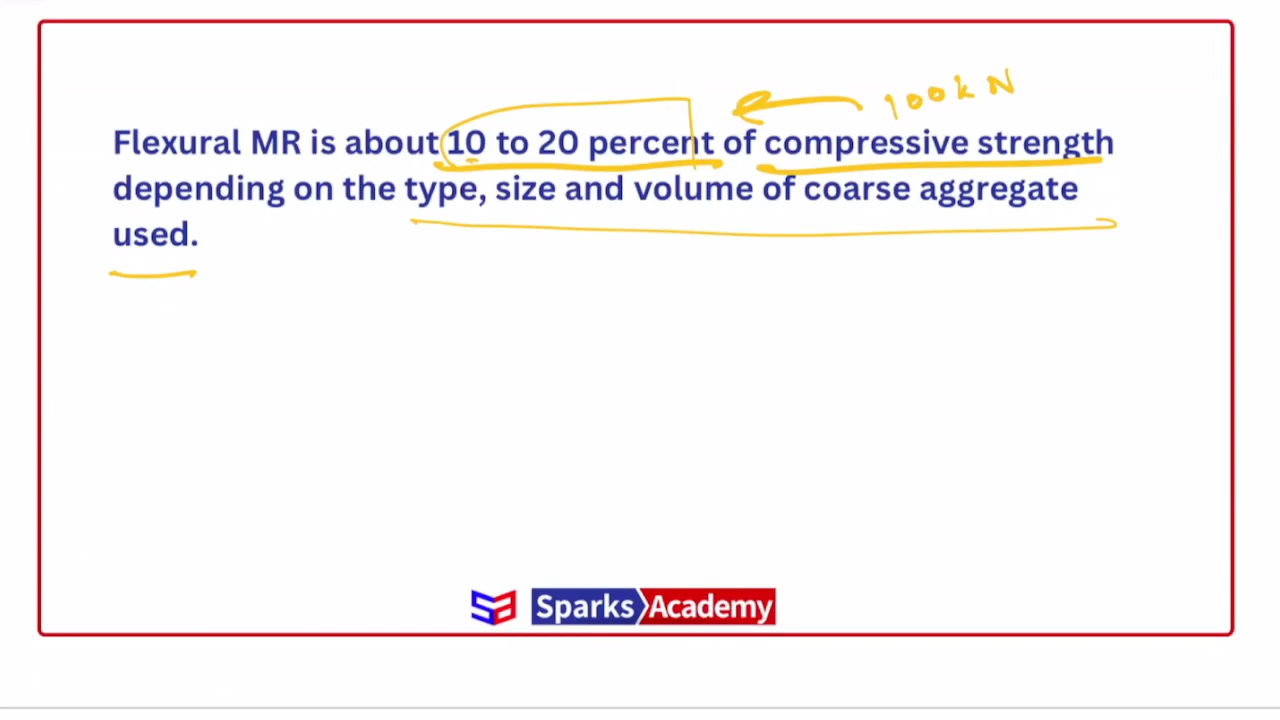 100kN
Flexural MR is about 10 to 20 percent of compressive strength
depending on the type, size and volume of coarse aggregate
used.
Sparks Academy